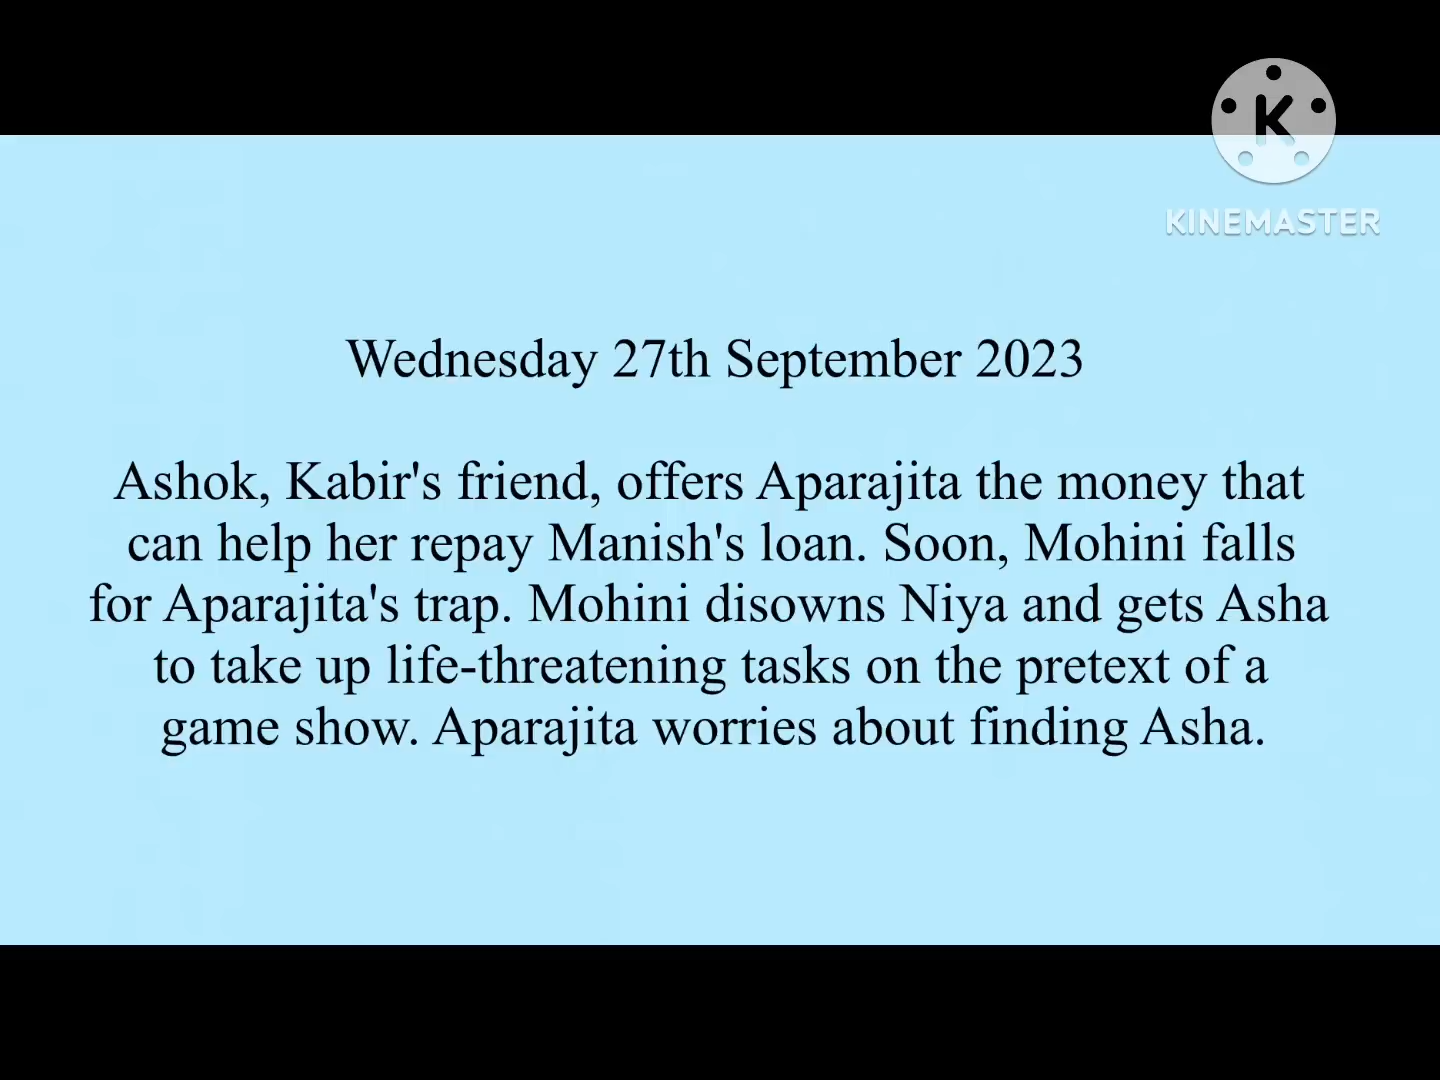 K
KINEMASTER
Wednesday 27th September 2023
Ashok, Kabir's friend, offers Aparajita the money that
can help her repay Manish's loan. Soon, Mohini falls
for Aparajita's trap. Mohini disowns Niya and gets Asha
to take up life-threatening tasks on the pretext of a
game show. Aparajita worries about finding Asha.